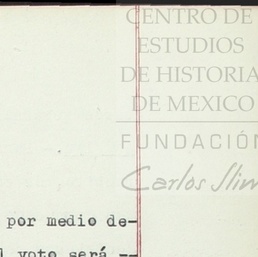 CENTRO DE
ESTUDIOS
DE HISTORIA
DE MEXICO
FUNDACIÓN
Carlos Slim
por medio de-
voto será --